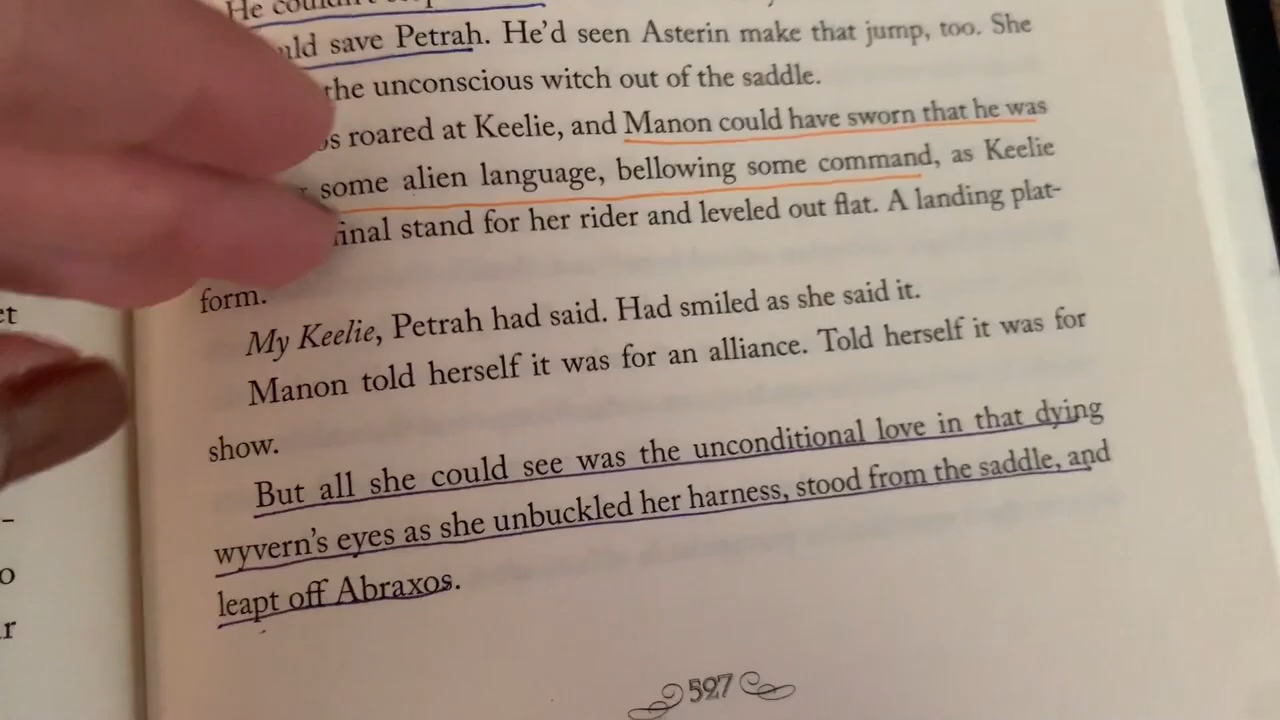 He
save Petrah. He'd seen Asterin make that jump, too. She
the unconscious witch out of the saddle.
roared at Keelie, and Manon could have sworn that he was
some alien language, bellowing some command, as Keelie
stand for her rider and leveled out flat. A landing plat-
form.
My Keelie, Petrah had said. Had smiled as she said it.
Manon told herself it was for an alliance. Told herself it was for
show.
But all she could see was the unconditional love in that dying
wyvern's eyes as she unbuckled her harness, stood from the saddle, and
leapt off Abraxos.
527